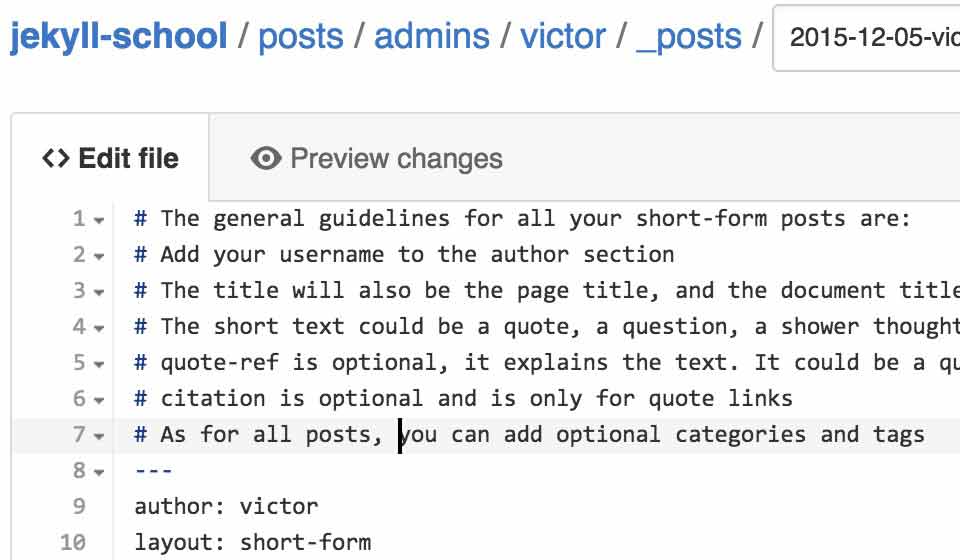 jekyll-school / posts / admins / victor / _posts / 2015-12-05-vic
<> Edit file Preview changes
1 # The general guidelines for all your short-form posts are:
2 # Add your username to the author section
3 # The title will also be the page title, and the document title
4 # The short text could be a quote, a question, a shower thought
5 # quote-ref is optional, it explains the text. It could be a qu
6 # citation is optional and is only for quote links
7 # As for all posts, you can add optional categories and tags
8 ---
9 author: victor
10 layout: short-form